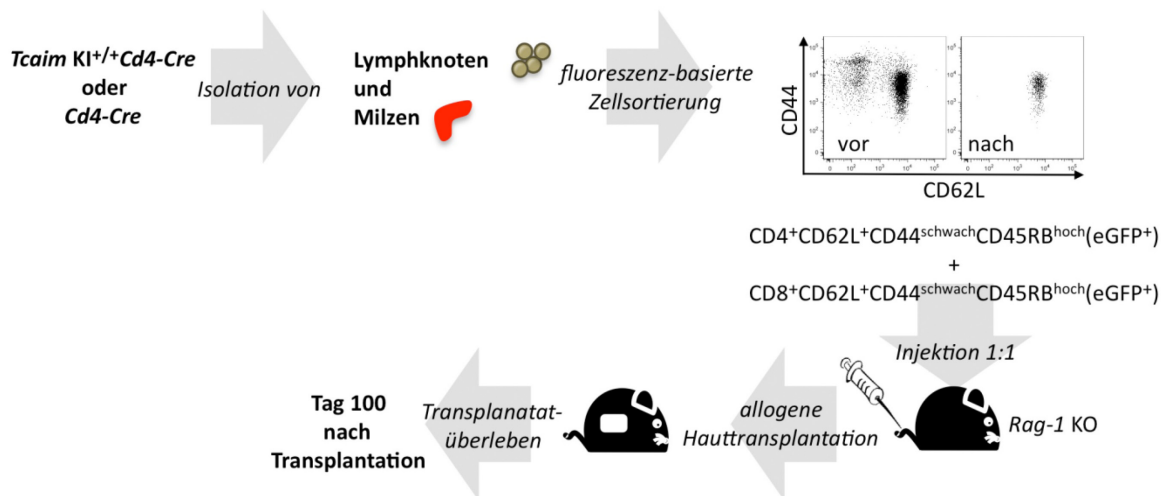 Tcaim KI+/+Cd4-Cre
oder
Cd4-Cre
Isolation von
Lymphknoten
und
Milzen
fluoreszenz-basierte
Zellsortierung
CD44
vor
nach
CD62L
CD4+CD62L+CD44schwachCD45RBhoch(eGFP+)
+
CD8+CD62L+CD44schwachCD45RBhoch(eGFP+)
Injektion 1:1
Rag-1 KO
allogene
Hauttransplantation
Transplanatat-
überleben
Tag 100
nach
Transplantation